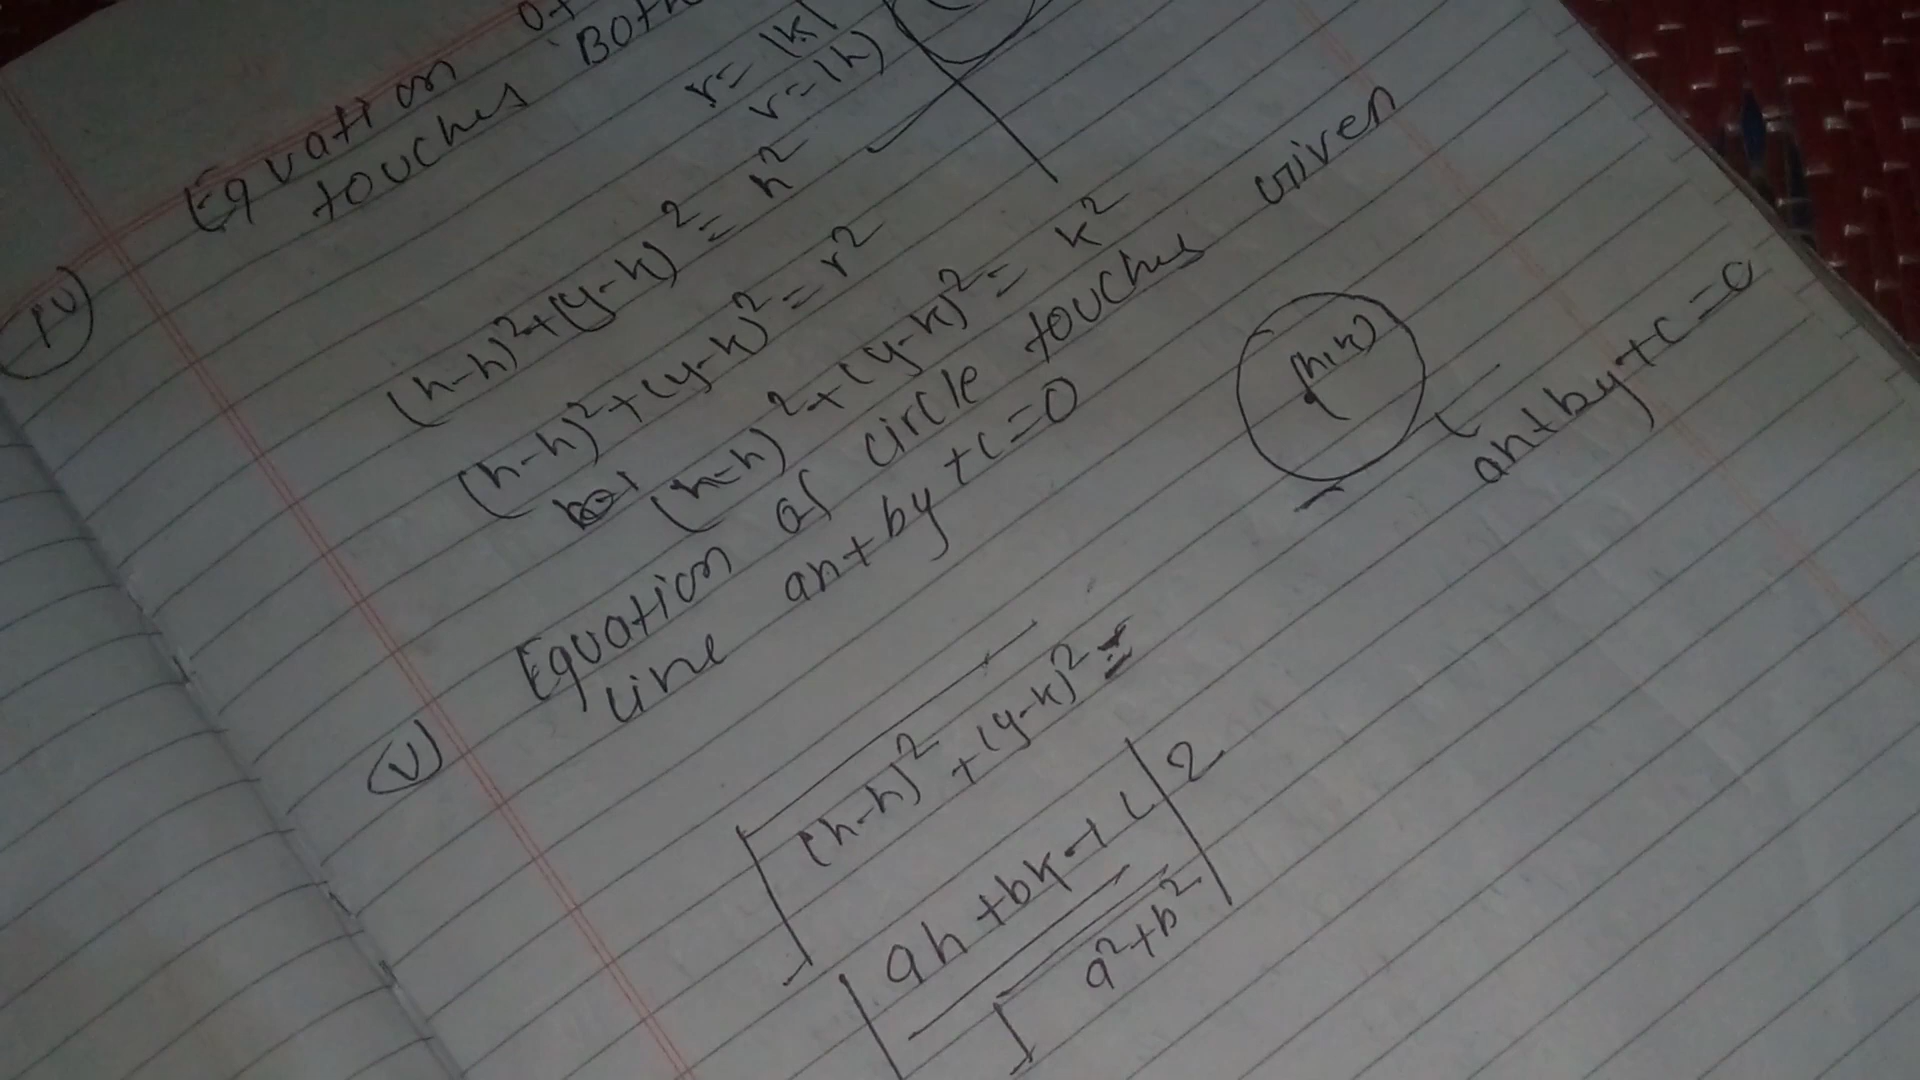 Equation of
touches Both
r = |k|
r = |h|
(iv)
(x-h)²+(y-k)² = h²
(x-h)²+(y-k)² = r²
(x-h)²+(y-k)² = k²
(v) Equation of circle touches given
line ax+by+c=0
(h,k)
ax+by+c=0
(x-h)²+(y-k)² =
|ah+bk+c / √a²+b²|²